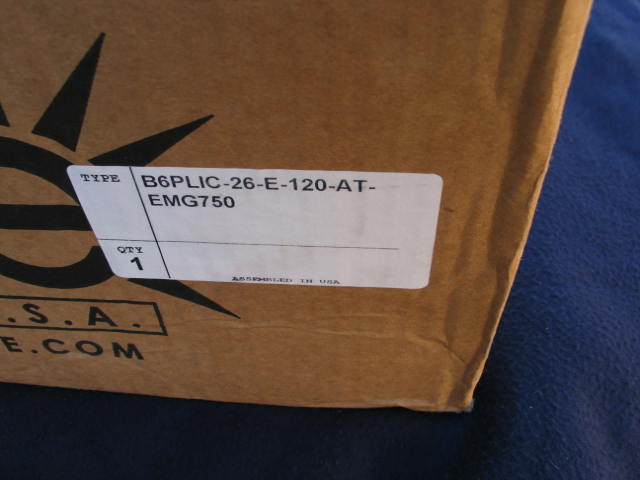 TYPE B6PLIC-26-E-120-AT-
EMG750
QTY
1
ASSEMBLED IN USA
e
.S.A.
E.COM